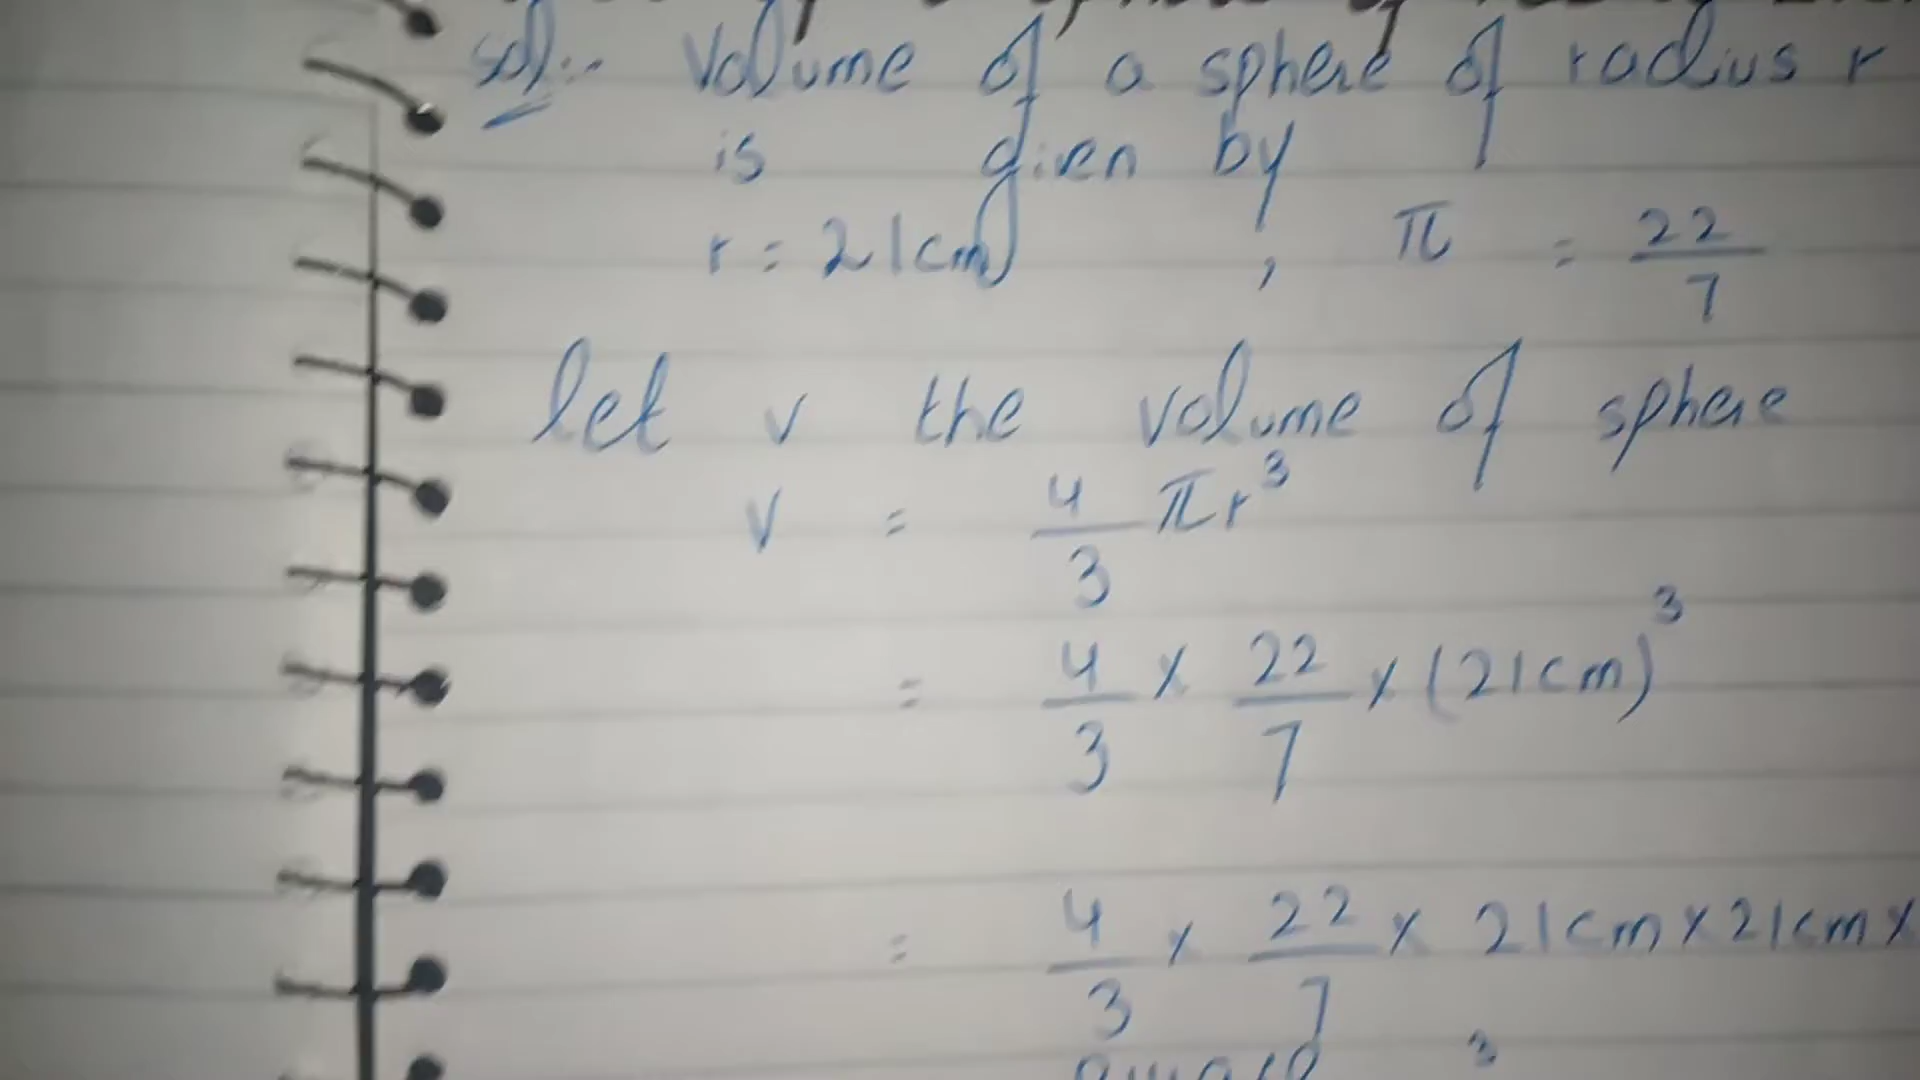 Sol:- Volume of a sphere of radius r
is given by
r = 21cm , π = 22/7
let v the volume of sphere
v = 4/3 πr³
= 4/3 × 22/7 × (21cm)³
= 4/3 × 22/7 × 21cm × 21cm ×